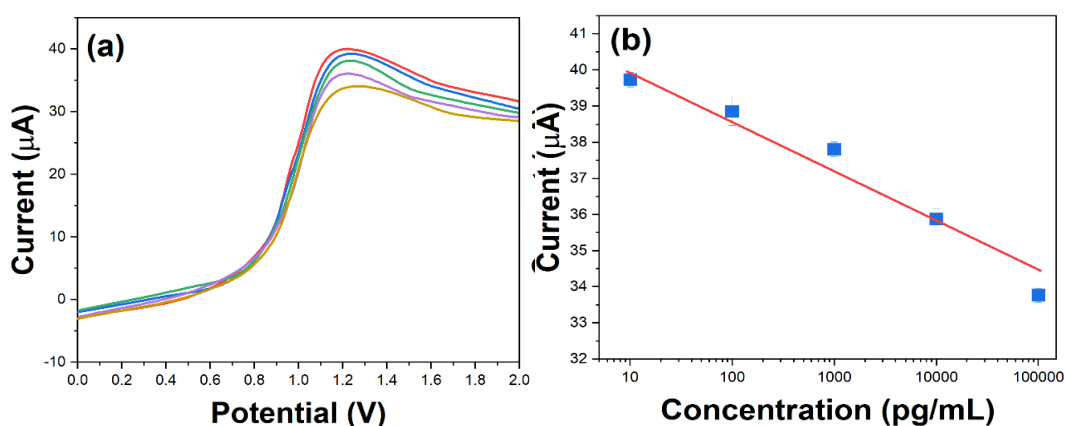 (a)
Current (µA)
40
30
20
10
0
-10
0.0 0.2 0.4 0.6 0.8 1.0 1.2 1.4 1.6 1.8 2.0
Potential (V)
(b)
Current (µA)
41
40
39
38
37
36
35
34
33
32
10 100 1000 10000 100000
Concentration (pg/mL)